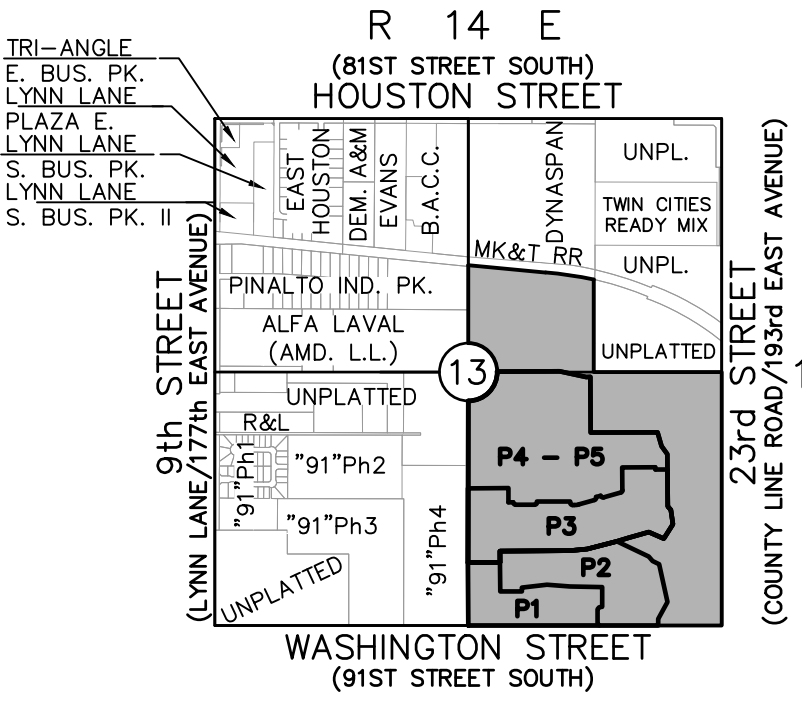 R 14 E
(81ST STREET SOUTH)
HOUSTON STREET
TRI-ANGLE
E. BUS. PK.
LYNN LANE
PLAZA E.
LYNN LANE
S. BUS. PK.
LYNN LANE
S. BUS. PK. II
EAST
HOUSTON
DEM. A&M
EVANS
B.A.C.C.
DYNASPAN
UNPL.
TWIN CITIES
READY MIX
UNPL.
MK&T RR
PINALTO IND. PK.
ALFA LAVAL
(AMD. L.L.)
UNPLATTED
13
1
UNPLATTED
R&L
"91"Ph1
"91"Ph2
"91"Ph3
"91"Ph4
UNPLATTED
P4 - P5
P3
P2
P1
9th STREET
(LYNN LANE/177th EAST AVENUE)
23rd STREET
(COUNTY LINE ROAD/193rd EAST AVENUE)
WASHINGTON STREET
(91ST STREET SOUTH)